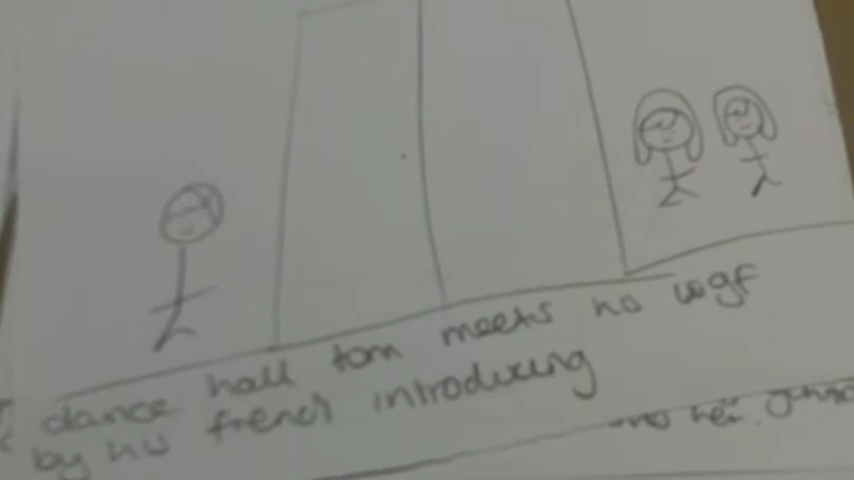 dance hall tom meets his wgf
by his friend introducing